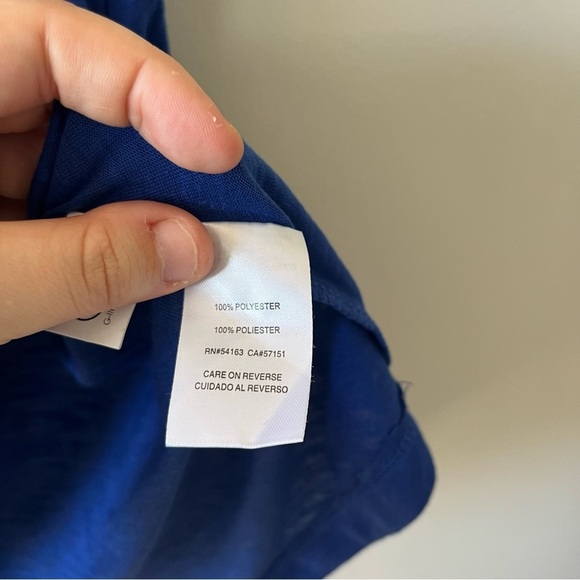 100% POLYESTER
100% POLIESTER
RN#54163 CA#57151
CARE ON REVERSE
CUIDADO AL REVERSO